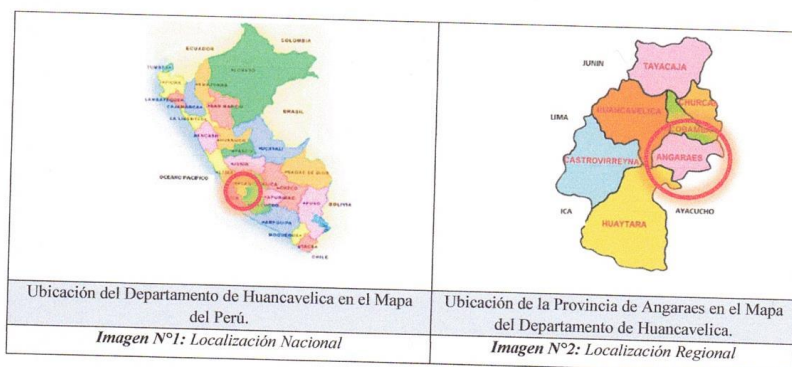 COLOMBIA
ECUADOR
TUMBES
LORETO
PIURA
AMAZONAS
LAMBAYEQUE
CAJAMARCA
SAN MARTIN
LA LIBERTAD
BRASIL
ANCASH
HUANUCO
UCAYALI
PASCO
JUNIN
OCEANO PACIFICO
LIMA
MADRE DE DIOS
CUSCO
APURIMAC
ICA
PUNO
BOLIVIA
AREQUIPA
MOQUEGUA
TACNA
CHILE
JUNIN
TAYACAJA
HUANCAVELICA
CHURCAM
LIMA
ANGARAES
CASTROVIRREYNA
ICA
AYACUCHO
HUAYTARA
Ubicación del Departamento de Huancavelica en el Mapa
del Perú.
Imagen N°1: Localización Nacional
Ubicación de la Provincia de Angaraes en el Mapa
del Departamento de Huancavelica.
Imagen N°2: Localización Regional